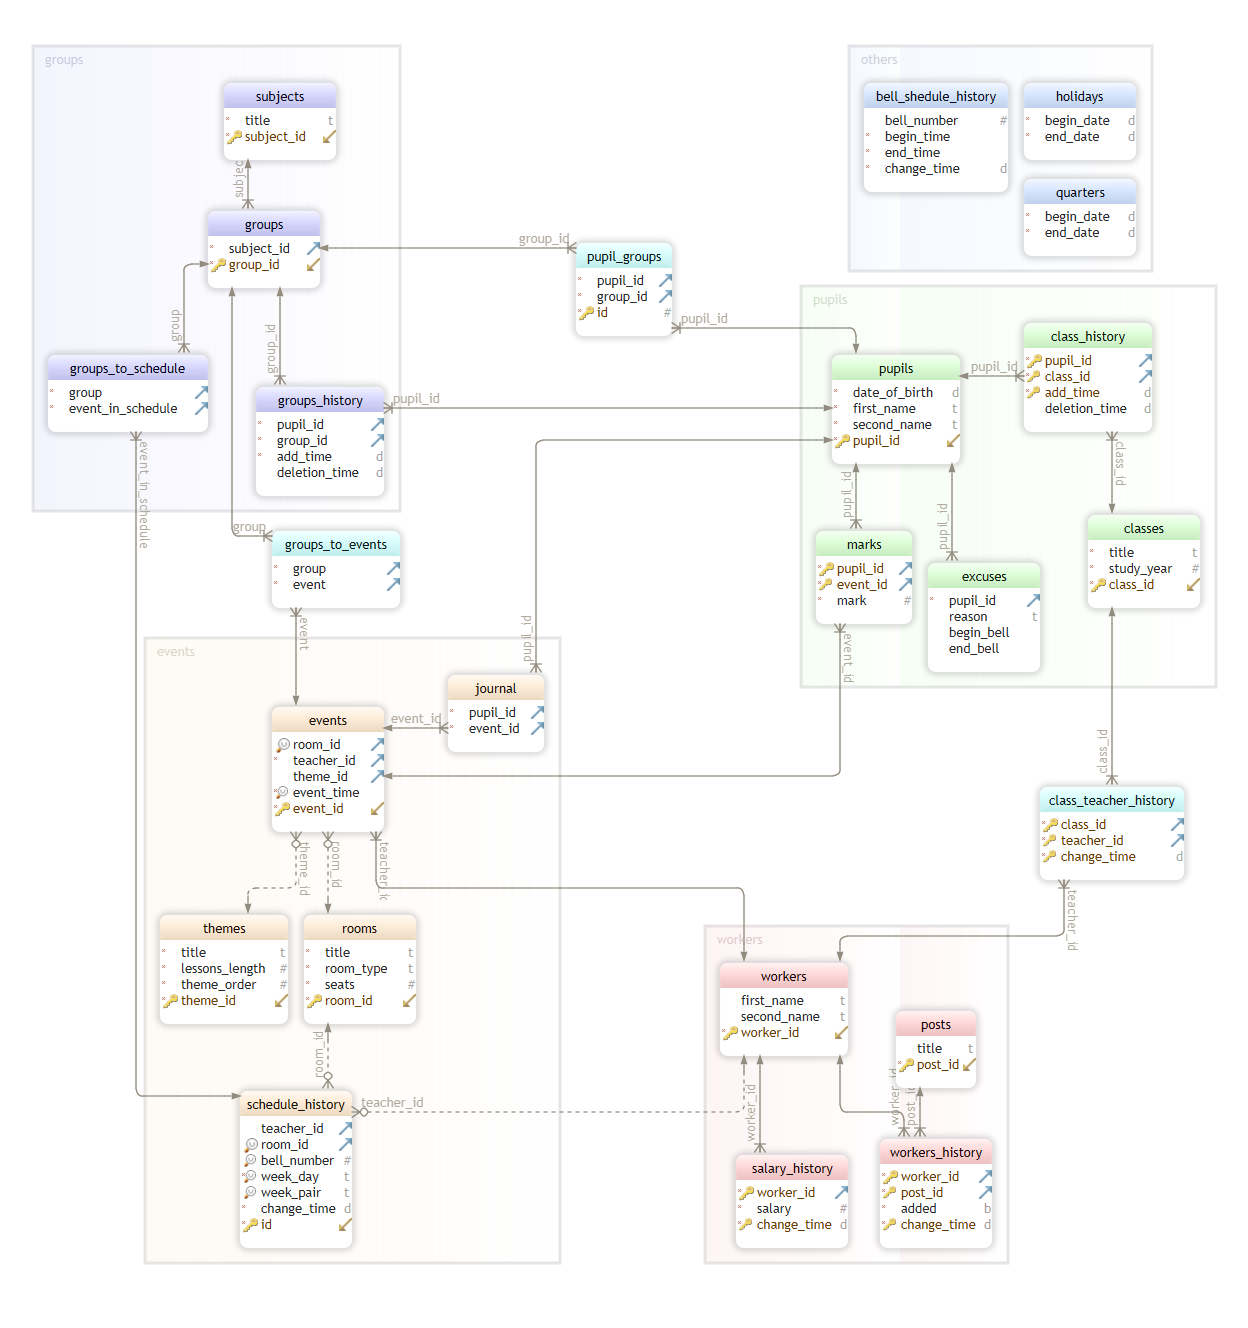 groups
subjects
title t
subject_id
subjec
groups
subject_id
group_id
group_id
pupil_groups
pupil_id
group_id
id #
pupil_id
others
bell_shedule_history
bell_number #
begin_time
end_time
change_time d
holidays
begin_date d
end_date d
quarters
begin_date d
end_date d
group
group_id
groups_to_schedule
group
event_in_schedule
groups_history
pupil_id
group_id
add_time d
deletion_time d
pupil_id
event_in_schedule
pupils
pupils
date_of_birth d
first_name t
second_name t
pupil_id
pupil_id
class_history
pupil_id
class_id
add_time d
deletion_time d
class_id
pupil_id
pupil_id
marks
pupil_id
event_id
mark #
excuses
pupil_id
reason t
begin_bell
end_bell
classes
title t
study_year #
class_id
group
groups_to_events
group
event
event
pupil_id
event_id
events
journal
pupil_id
event_id
event_id
events
room_id
teacher_id
theme_id
event_time
event_id
class_id
class_teacher_history
class_id
teacher_id
change_time d
teacher_id
theme_id
room_id
teacher_ic
themes
title t
lessons_length #
theme_order #
theme_id
rooms
title t
room_type t
seats #
room_id
room_id
workers
workers
first_name t
second_name t
worker_id
posts
title t
post_id
schedule_history
teacher_id
room_id
bell_number #
week_day t
week_pair t
change_time d
id
teacher_id
worker_id
worker_id
post_ic
salary_history
worker_id
salary #
change_time d
workers_history
worker_id
post_id
added b
change_time d